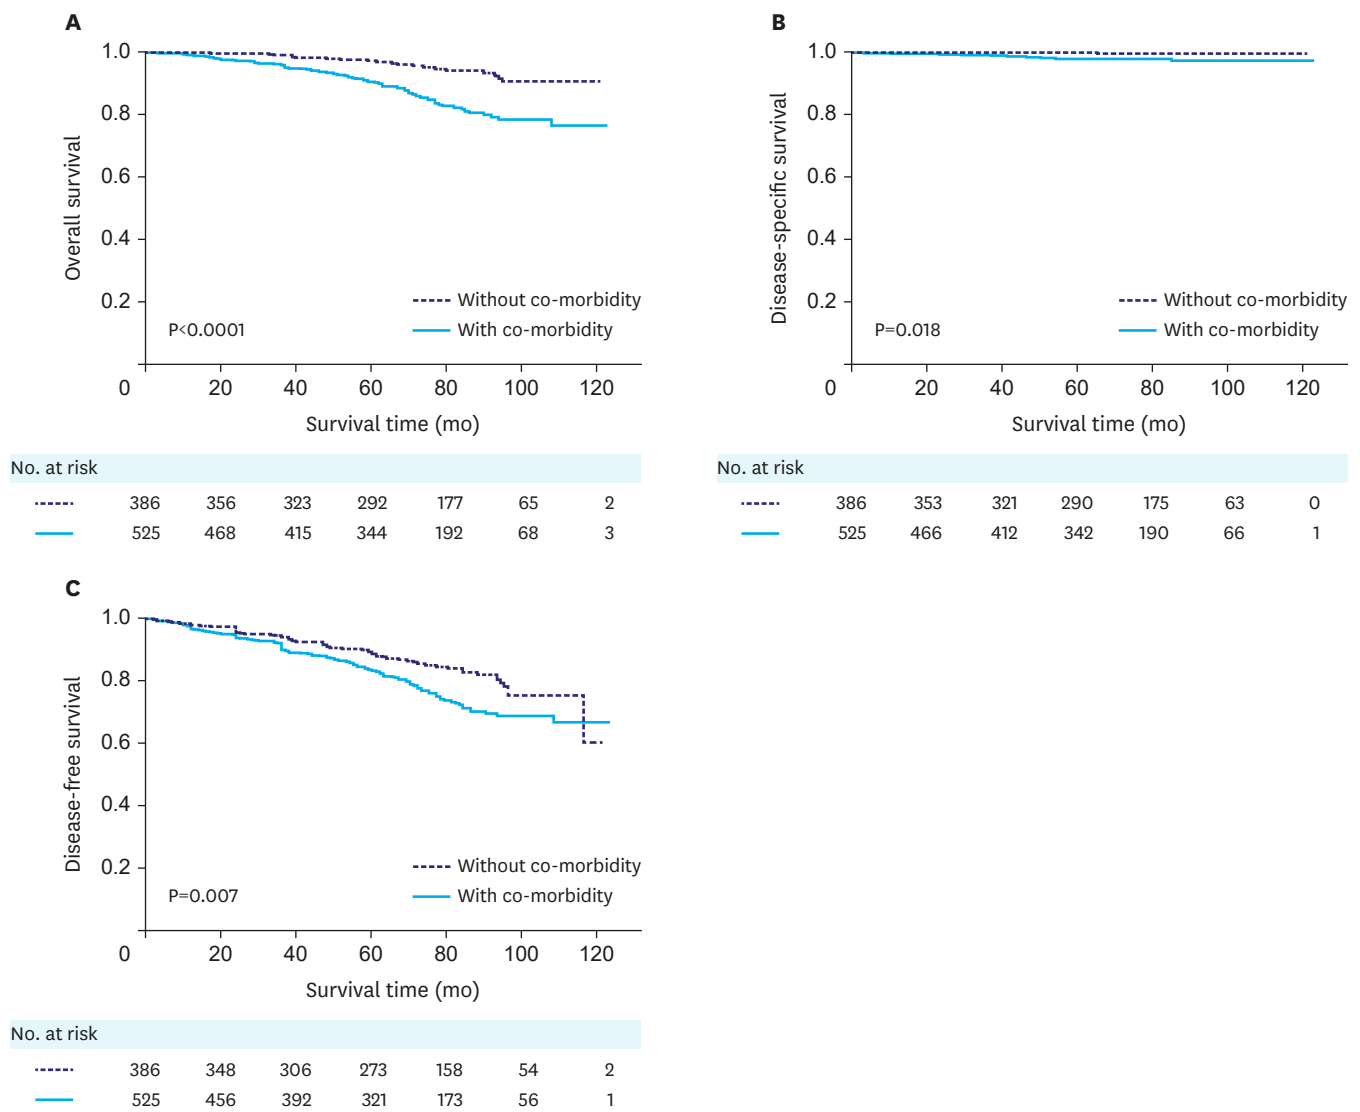 A
1.0
0.8
0.6
0.4
0.2
0
Overall survival
Without co-morbidity
With co-morbidity
P<0.0001
20 40 60 80 100 120
Survival time (mo)
No. at risk
386 356 323 292 177 65 2
525 468 415 344 192 68 3
B
1.0
0.8
0.6
0.4
0.2
0
Disease-specific survival
Without co-morbidity
With co-morbidity
P=0.018
20 40 60 80 100 120
Survival time (mo)
No. at risk
386 353 321 290 175 63 0
525 466 412 342 190 66 1
C
1.0
0.8
0.6
0.4
0.2
0
Disease-free survival
Without co-morbidity
With co-morbidity
P=0.007
20 40 60 80 100 120
Survival time (mo)
No. at risk
386 348 306 273 158 54 2
525 456 392 321 173 56 1